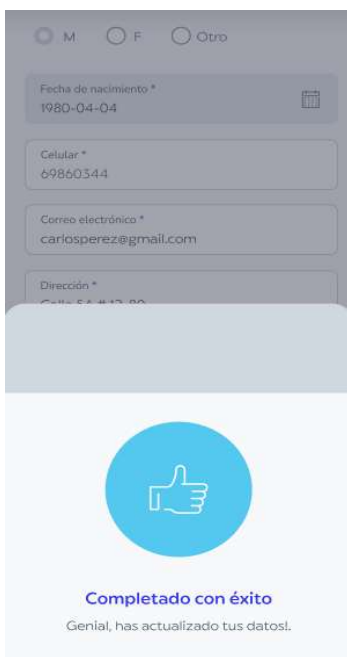 M F Otro
Fecha de nacimiento *
1980-04-04
Celular *
69860344
Correo electrónico *
carlosperez@gmail.com
Dirección *
Completado con éxito
Genial, has actualizado tus datos!.